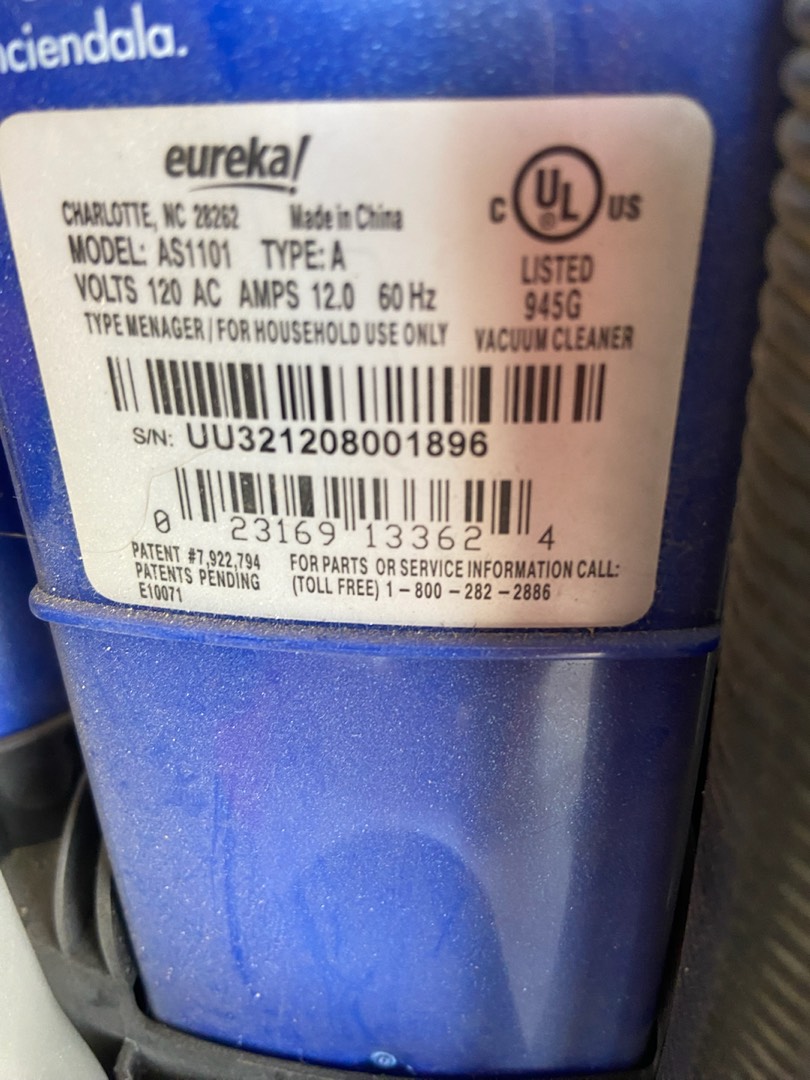 nciendala.
eureka!
CHARLOTTE, NC 28262 Made in China
MODEL: AS1101 TYPE: A
VOLTS 120 AC AMPS 12.0 60 Hz
TYPE MENAGER / FOR HOUSEHOLD USE ONLY
C UL ® US
LISTED
945G
VACUUM CLEANER
S/N: UU321208001896
0 23169 13362 4
PATENT #7,922,794
PATENTS PENDING
E10071
FOR PARTS OR SERVICE INFORMATION CALL:
(TOLL FREE) 1 - 800 - 282 - 2886